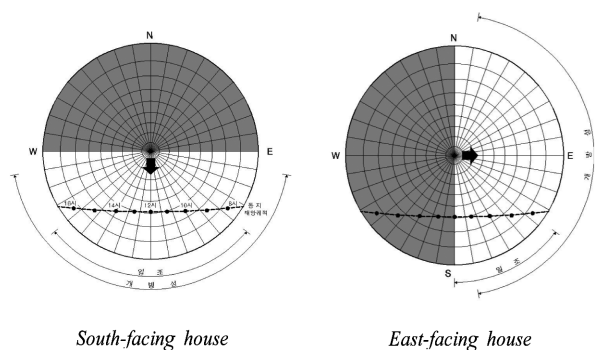 N
W
E
16시 14시 12시 10시 8시
동지
태양궤적
일조
개방성
South-facing house
N
W
E
S
개방성
일조
East-facing house